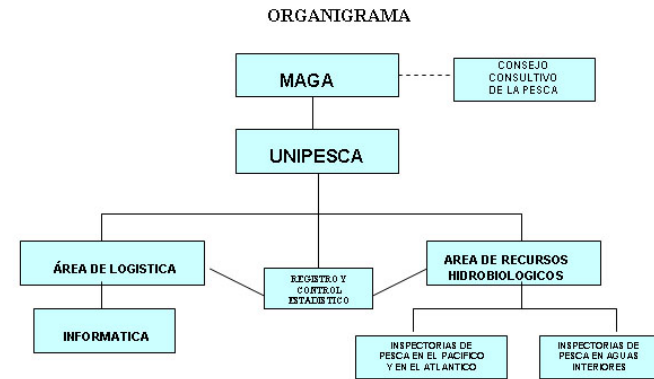 ORGANIGRAMA
MAGA
CONSEJO
CONSULTIVO
DE LA PESCA
UNIPESCA
ÁREA DE LOGISTICA
REGISTRO Y
CONTROL
ESTADISTICO
AREA DE RECURSOS
HIDROBIOLOGICOS
INFORMATICA
INSPECTORIAS DE
PESCA EN EL PACIFICO
Y EN EL ATLANTICO
INSPECTORIAS DE
PESCA EN AGUAS
INTERIORES